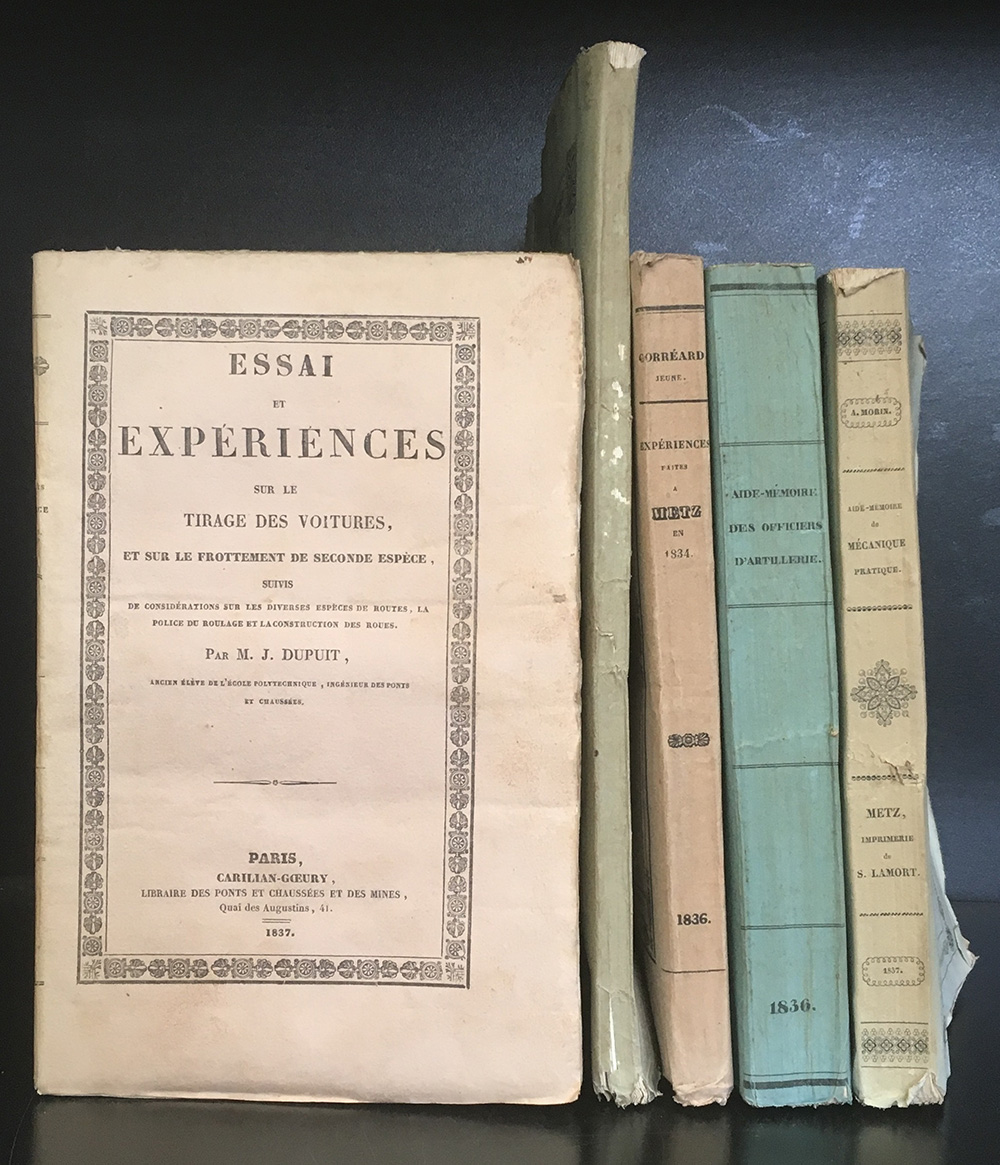 ESSAI
ET
EXPÉRIENCES
SUR LE
TIRAGE DES VOITURES,
ET SUR LE FROTTEMENT DE SECONDE ESPÈCE,
SUIVIS
DE CONSIDÉRATIONS SUR LES DIVERSES ESPÈCES DE ROUTES, LA
POLICE DU ROULAGE ET LA CONSTRUCTION DES ROUES.
PAR M. J. DUPUIT,
ANCIEN ÉLÈVE DE L'ÉCOLE POLYTECHNIQUE, INGÉNIEUR DES PONTS
ET CHAUSSÉES.
PARIS,
CARILIAN-GŒURY,
LIBRAIRE DES PONTS ET CHAUSSÉES ET DES MINES,
Quai des Augustins, 41.
1837.
CORRÉARD
JEUNE.
EXPÉRIENCES
FAITES
A
METZ
EN
1834.
1836.
AIDE-MÉMOIRE
DES OFFICIERS
D'ARTILLERIE.
1836.
A. MORIN.
AIDE-MÉMOIRE
de
MÉCANIQUE
PRATIQUE.
METZ,
IMPRIMERIE
de
S. LAMORT.
1837.